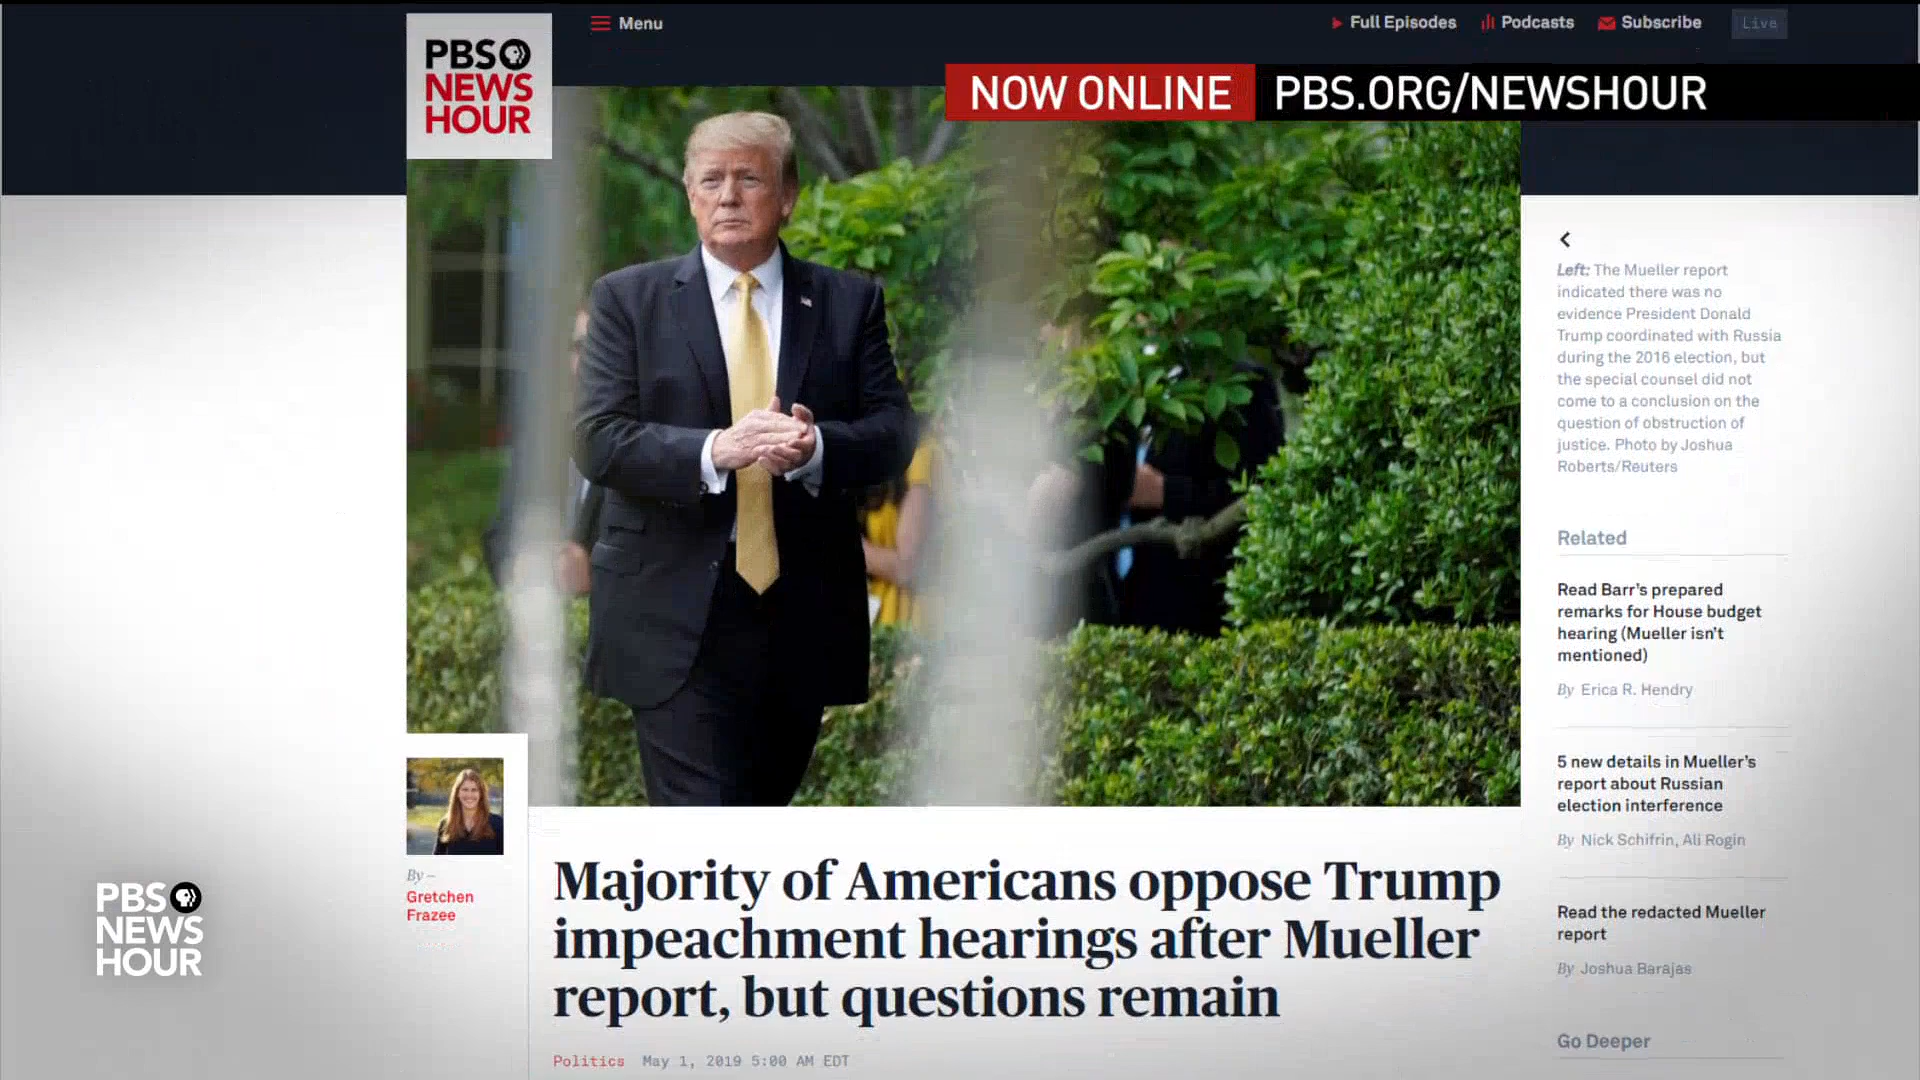 PBS
NEWS
HOUR
Menu
Full Episodes
Podcasts
Subscribe
Live
NOW ONLINE
PBS.ORG/NEWSHOUR
Left: The Mueller report
indicated there was no
evidence President Donald
Trump coordinated with Russia
during the 2016 election, but
the special counsel did not
come to a conclusion on the
question of obstruction of
justice. Photo by Joshua
Roberts/Reuters
Related
Read Barr's prepared
remarks for House budget
hearing (Mueller isn't
mentioned)
By Erica R. Hendry
5 new details in Mueller's
report about Russian
election interference
By Nick Schifrin, Ali Rogin
Read the redacted Mueller
report
By Joshua Barajas
Go Deeper
By –
Gretchen
Frazee
Majority of Americans oppose Trump
impeachment hearings after Mueller
report, but questions remain
Politics May 1, 2019 5:00 AM EDT
PBS
NEWS
HOUR